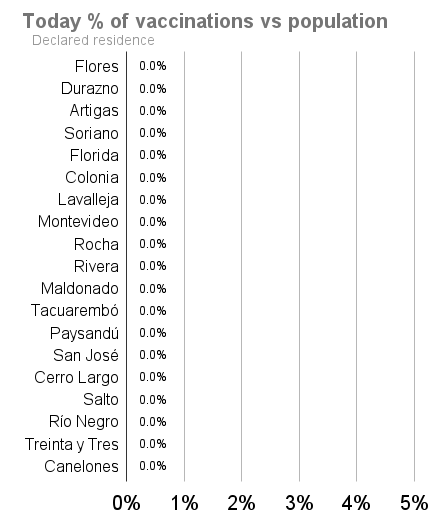 Today % of vaccinations vs population
Declared residence
Flores 0.0%
Durazno 0.0%
Artigas 0.0%
Soriano 0.0%
Florida 0.0%
Colonia 0.0%
Lavalleja 0.0%
Montevideo 0.0%
Rocha 0.0%
Rivera 0.0%
Maldonado 0.0%
Tacuarembó 0.0%
Paysandú 0.0%
San José 0.0%
Cerro Largo 0.0%
Salto 0.0%
Río Negro 0.0%
Treinta y Tres 0.0%
Canelones 0.0%
0% 1% 2% 3% 4% 5%